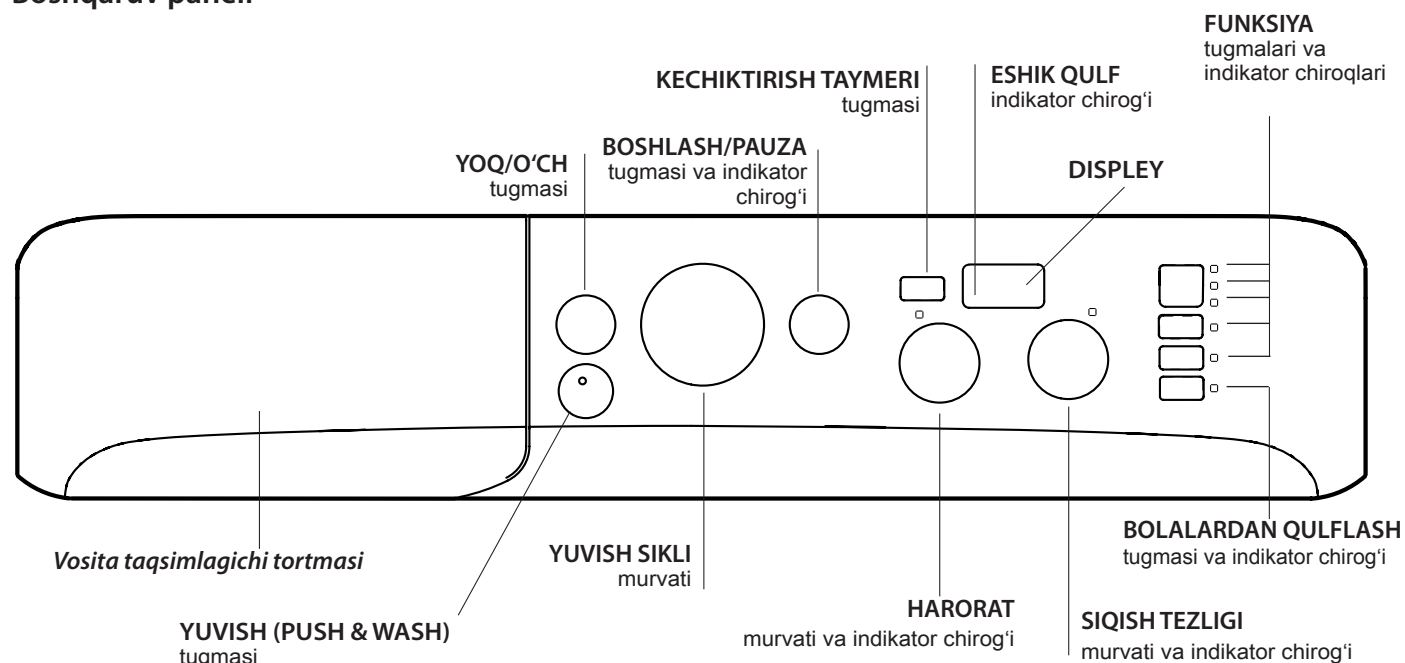 Boshqaruv paneli
FUNKSIYA
tugmalari va
indikator chiroqlari
KECHIKTIRISH TAYMERI
tugmasi
ESHIK QULF
indikator chirog‘i
BOSHLASH/PAUZA
tugmasi va indikator
chirog‘i
YOQ/O‘CH
tugmasi
DISPLEY
Vosita taqsimlagichi tortmasi
YUVISH (PUSH & WASH)
tugmasi
YUVISH SIKLI
murvati
HARORAT
murvati va indikator chirog‘i
SIQISH TEZLIGI
murvati va indikator chirog‘i
BOLALARDAN QULFLASH
tugmasi va indikator chirog‘i